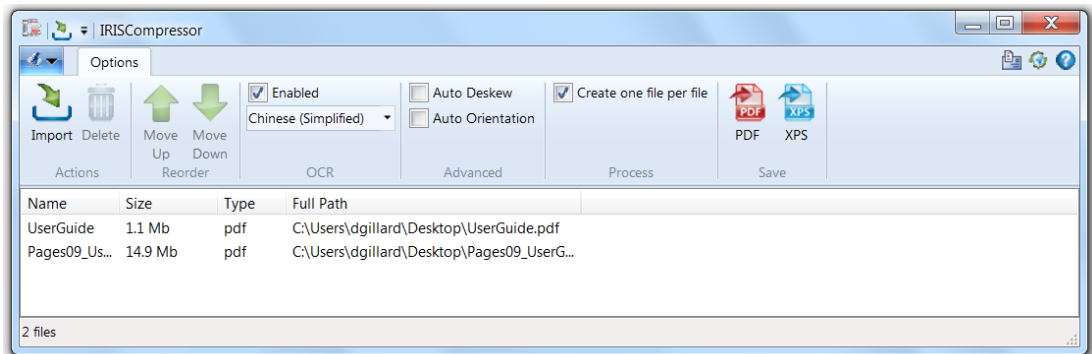 IRISCompressor
Options
Import Delete Move Up Move Down
Enabled
Chinese (Simplified)
Auto Deskew
Auto Orientation
Create one file per file
PDF XPS
PDF XPS
Actions Reorder OCR Advanced Process Save
Name Size Type Full Path
UserGuide 1.1 Mb pdf C:\Users\dgillard\Desktop\UserGuide.pdf
Pages09_Us... 14.9 Mb pdf C:\Users\dgillard\Desktop\Pages09_UserG...
2 files